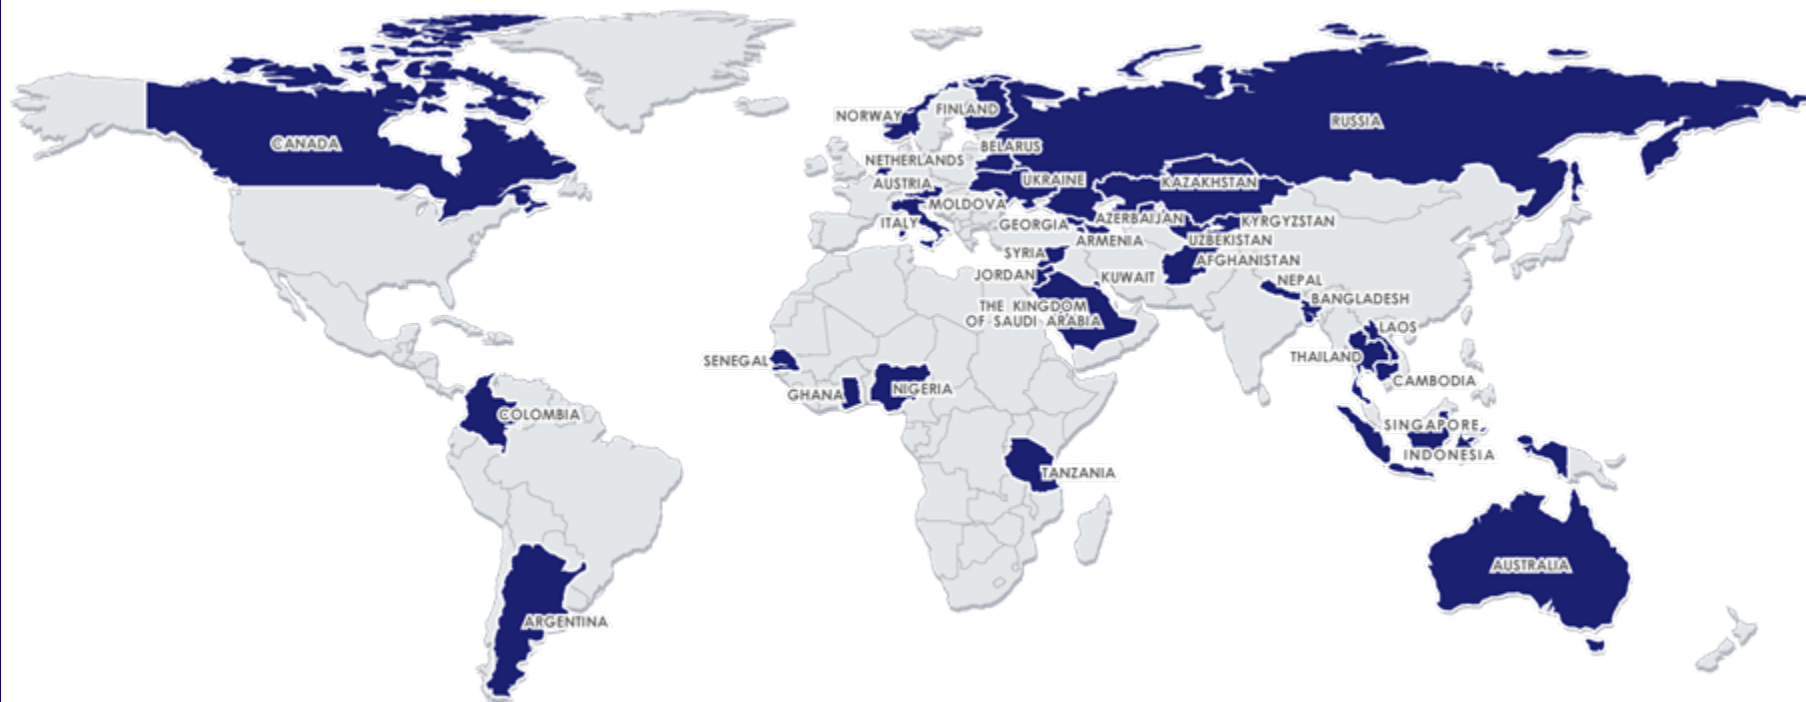 CANADA
NORWAY
FINLAND
RUSSIA
BELARUS
NETHERLANDS
AUSTRIA
UKRAINE
KAZAKHSTAN
MOLDOVA
ITALY
GEORGIA
AZERBAIJAN
KYRGYZSTAN
ARMENIA
UZBEKISTAN
SYRIA
AFGHANISTAN
JORDAN
KUWAIT
NEPAL
THE KINGDOM
OF SAUDI ARABIA
BANGLADESH
LAOS
THAILAND
SENEGAL
CAMBODIA
GHANA
NIGERIA
COLOMBIA
SINGAPORE
INDONESIA
TANZANIA
AUSTRALIA
ARGENTINA